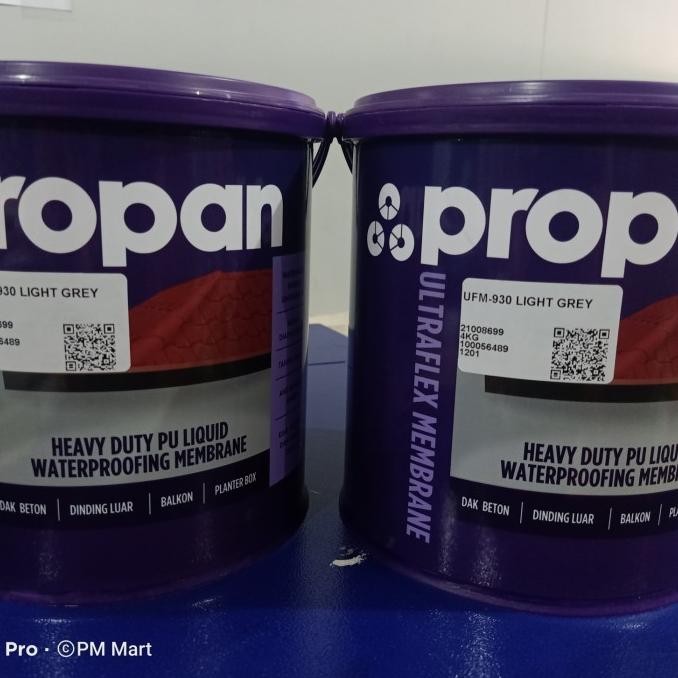 ropan
930 LIGHT GREY
699
6489
HEAVY DUTY PU LIQUID
WATERPROOFING MEMBRANE
DAK BETON
DINDING LUAR
BALKON
PLANTER BOX
prop
ULTRAFLEX MEMBRANE
UFM-930 LIGHT GREY
21008699
4KG
100056489
1201
HEAVY DUTY PU LIQU
WATERPROOFING MEMB
DAK BETON
DINDING LUAR
BALKON
Pro · ©PM Mart